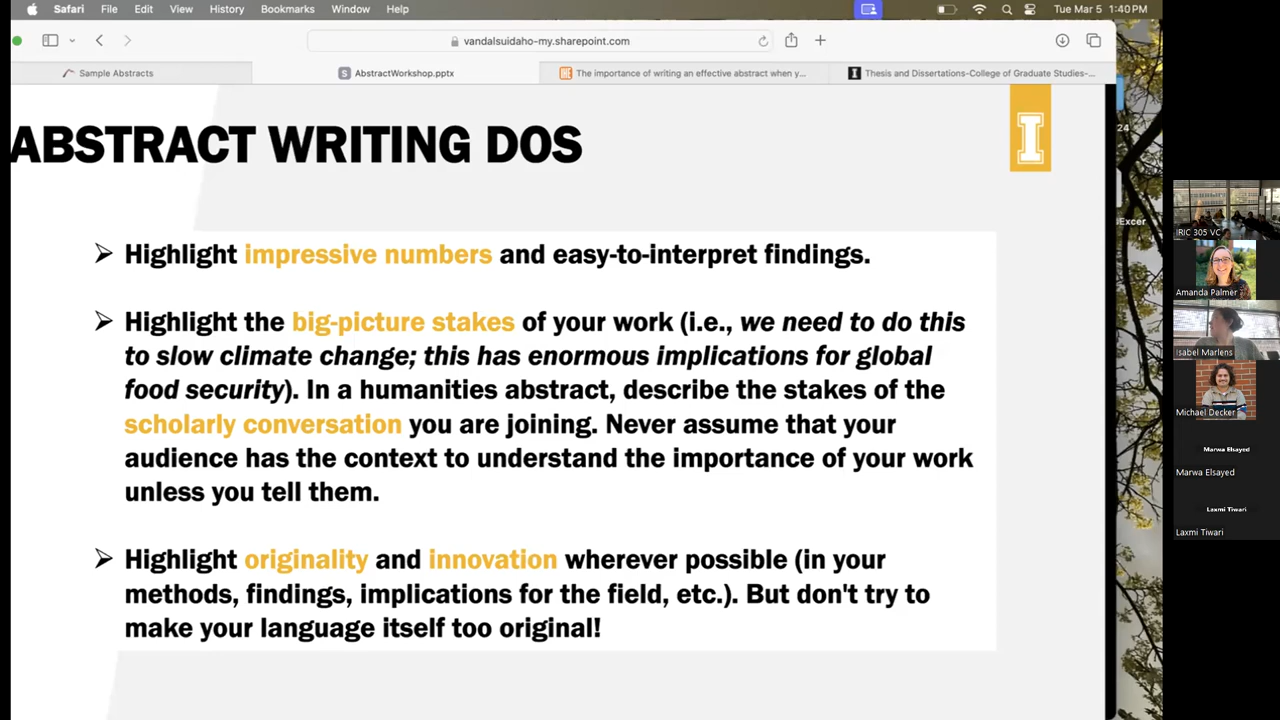 Safari File Edit View History Bookmarks Window Help Tue Mar 5 1:40 PM
vandalsuidaho-my.sharepoint.com
Sample Abstracts
S AbstractWorkshop.pptx
THE The importance of writing an effective abstract when y...
I Thesis and Dissertations-College of Graduate Studies-...
ABSTRACT WRITING DOS
I
➢ Highlight impressive numbers and easy-to-interpret findings.
➢ Highlight the big-picture stakes of your work (i.e., we need to do this
to slow climate change; this has enormous implications for global
food security). In a humanities abstract, describe the stakes of the
scholarly conversation you are joining. Never assume that your
audience has the context to understand the importance of your work
unless you tell them.
➢ Highlight originality and innovation wherever possible (in your
methods, findings, implications for the field, etc.). But don't try to
make your language itself too original!
24
Excer
IRIC 305 VC
Amanda Palmer
Isabel Marlens
Michael Decker
Marwa Elsayed
Marwa Elsayed
Laxmi Tiwari
Laxmi Tiwari